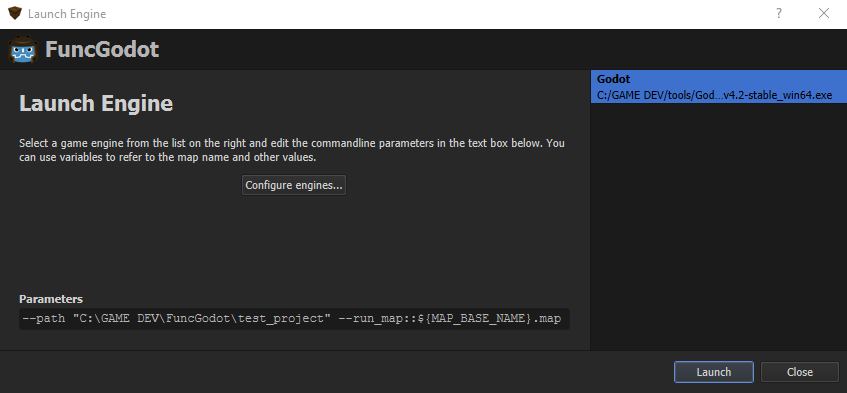 Launch Engine
FuncGodot
Launch Engine
Select a game engine from the list on the right and edit the commandline parameters in the text box below. You
can use variables to refer to the map name and other values.
Configure engines...
Parameters
--path "C:\GAME DEV\FuncGodot\test_project" --run_map::${MAP_BASE_NAME}.map
Godot
C:/GAME DEV/tools/God...v4.2-stable_win64.exe
Launch
Close